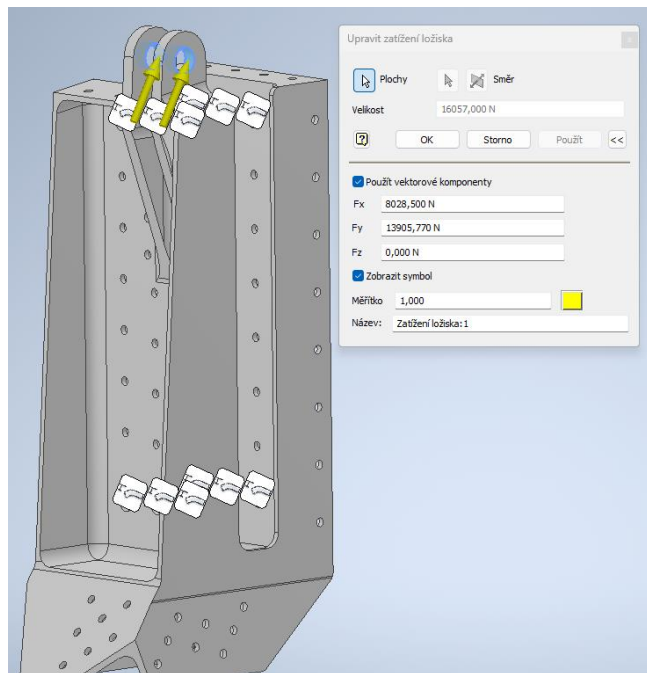 Upravit zatížení ložiska
Plochy Směr
Velikost 16057,000 N
OK Storno Použít <<
Použít vektorové komponenty
Fx 8028,500 N
Fy 13905,770 N
Fz 0,000 N
Zobrazit symbol
Měřítko 1,000
Název: Zatížení ložiska:1